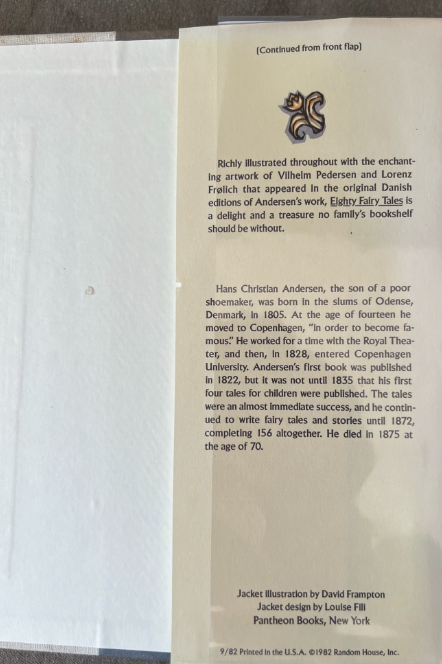 (Continued from front flap)
Richly illustrated throughout with the enchant-
ing artwork of Vilhelm Pedersen and Lorenz
Frølich that appeared in the original Danish
editions of Andersen's work, Eighty Fairy Tales is
a delight and a treasure no family's bookshelf
should be without.
Hans Christian Andersen, the son of a poor
shoemaker, was born in the slums of Odense,
Denmark, in 1805. At the age of fourteen he
moved to Copenhagen, "in order to become fa-
mous." He worked for a time with the Royal Thea-
ter, and then, in 1828, entered Copenhagen
University. Andersen's first book was published
in 1822, but it was not until 1835 that his first
four tales for children were published. The tales
were an almost immediate success, and he contin-
ued to write fairy tales and stories until 1872,
completing 156 altogether. He died in 1875 at
the age of 70.
Jacket illustration by David Frampton
Jacket design by Louise Fili
Pantheon Books, New York
9/82 Printed in the U.S.A. ©1982 Random House, Inc.